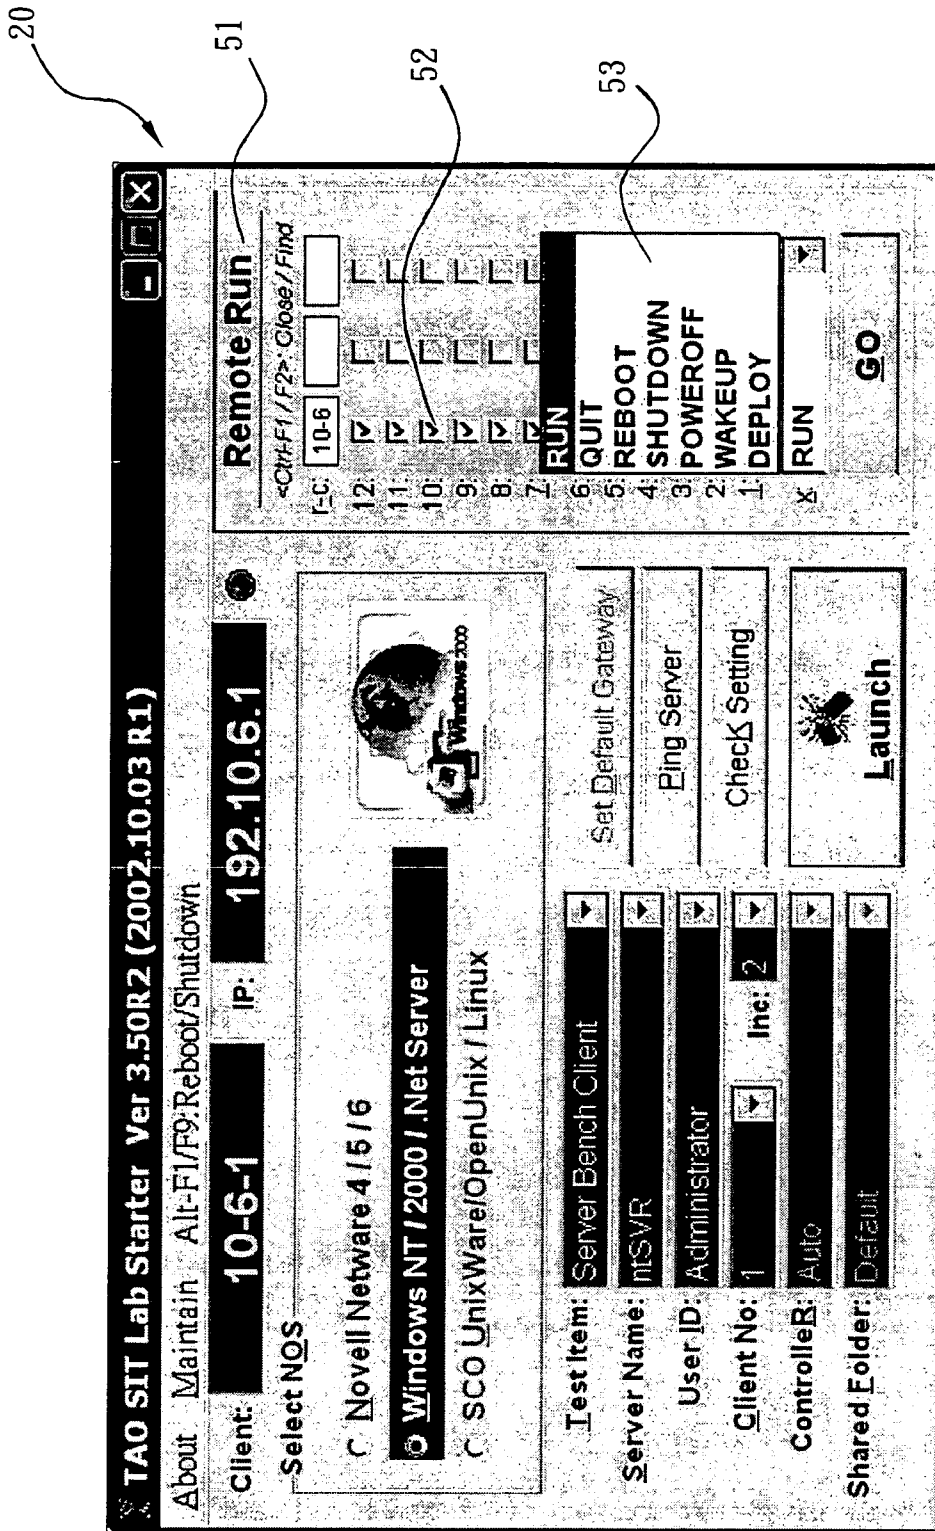 20
TAO SIT Lab Starter Ver 3.50R2 (2002.10.03 R1)
About Maintain Alt-F1/F9:Reboot/Shutdown
Client: 10-6-1 IP: 192.10.6.1
Select NOS
Novell Netware 4 / 5 / 6
Windows NT / 2000 / .Net Server
SCO UnixWare/OpenUnix / Linux
Windows 2000
Test Item: Server Bench Client
Server Name: ntSVR
User ID: Administrator
Client No: 1 Inc: 2
ControlleR: Auto
Shared Folder: Default
Set Default Gateway
Ping Server
ChecK Setting
Launch
Remote Run
51
<Ctrl-F1 / F2>: Close / Find
r-c: 10-6
12.
11.
10.
52
9.
8.
7.
RUN
6. QUIT
5. REBOOT
4. SHUTDOWN
3. POWEROFF
2. WAKEUP
1. DEPLOY
53
x. RUN
GO